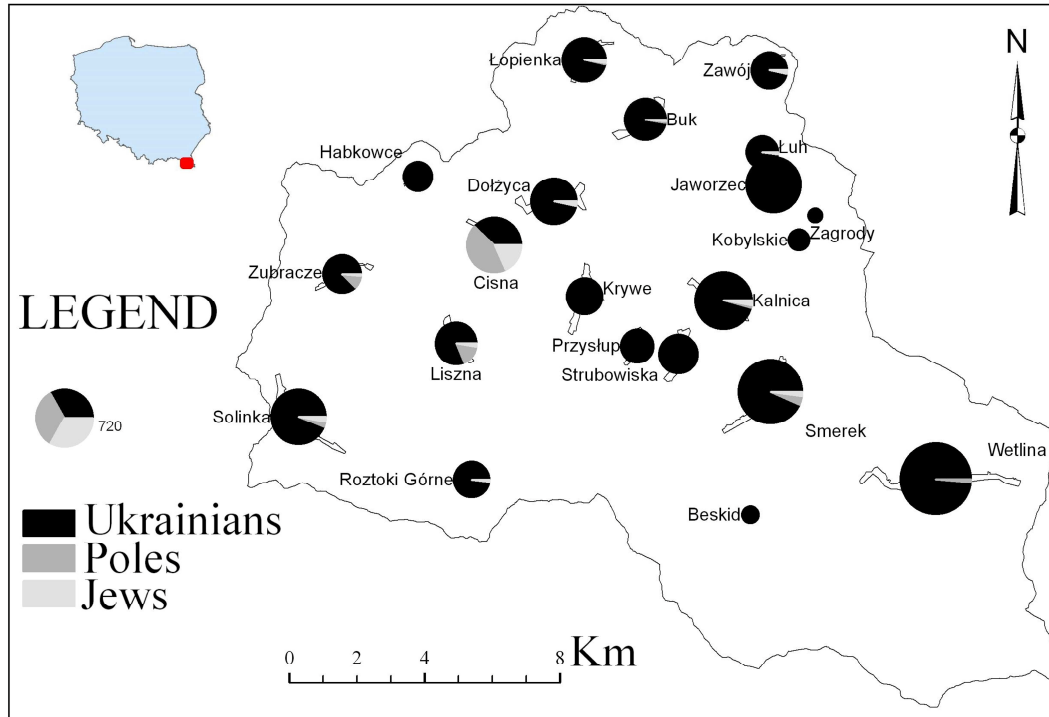 N
Łopienka
Zawój
Buk
Łuh
Habkowce
Dołżyca
Jaworzec
Zagrody
Kobylskie
Zubracze
Cisna
Krywe
Kalnica
LEGEND
Przysłup
Liszna
Strubowiska
Solinka
720
Smerek
Wetlina
Roztoki Górne
Beskid
Ukrainians
Poles
Jews
0 2 4 8 Km